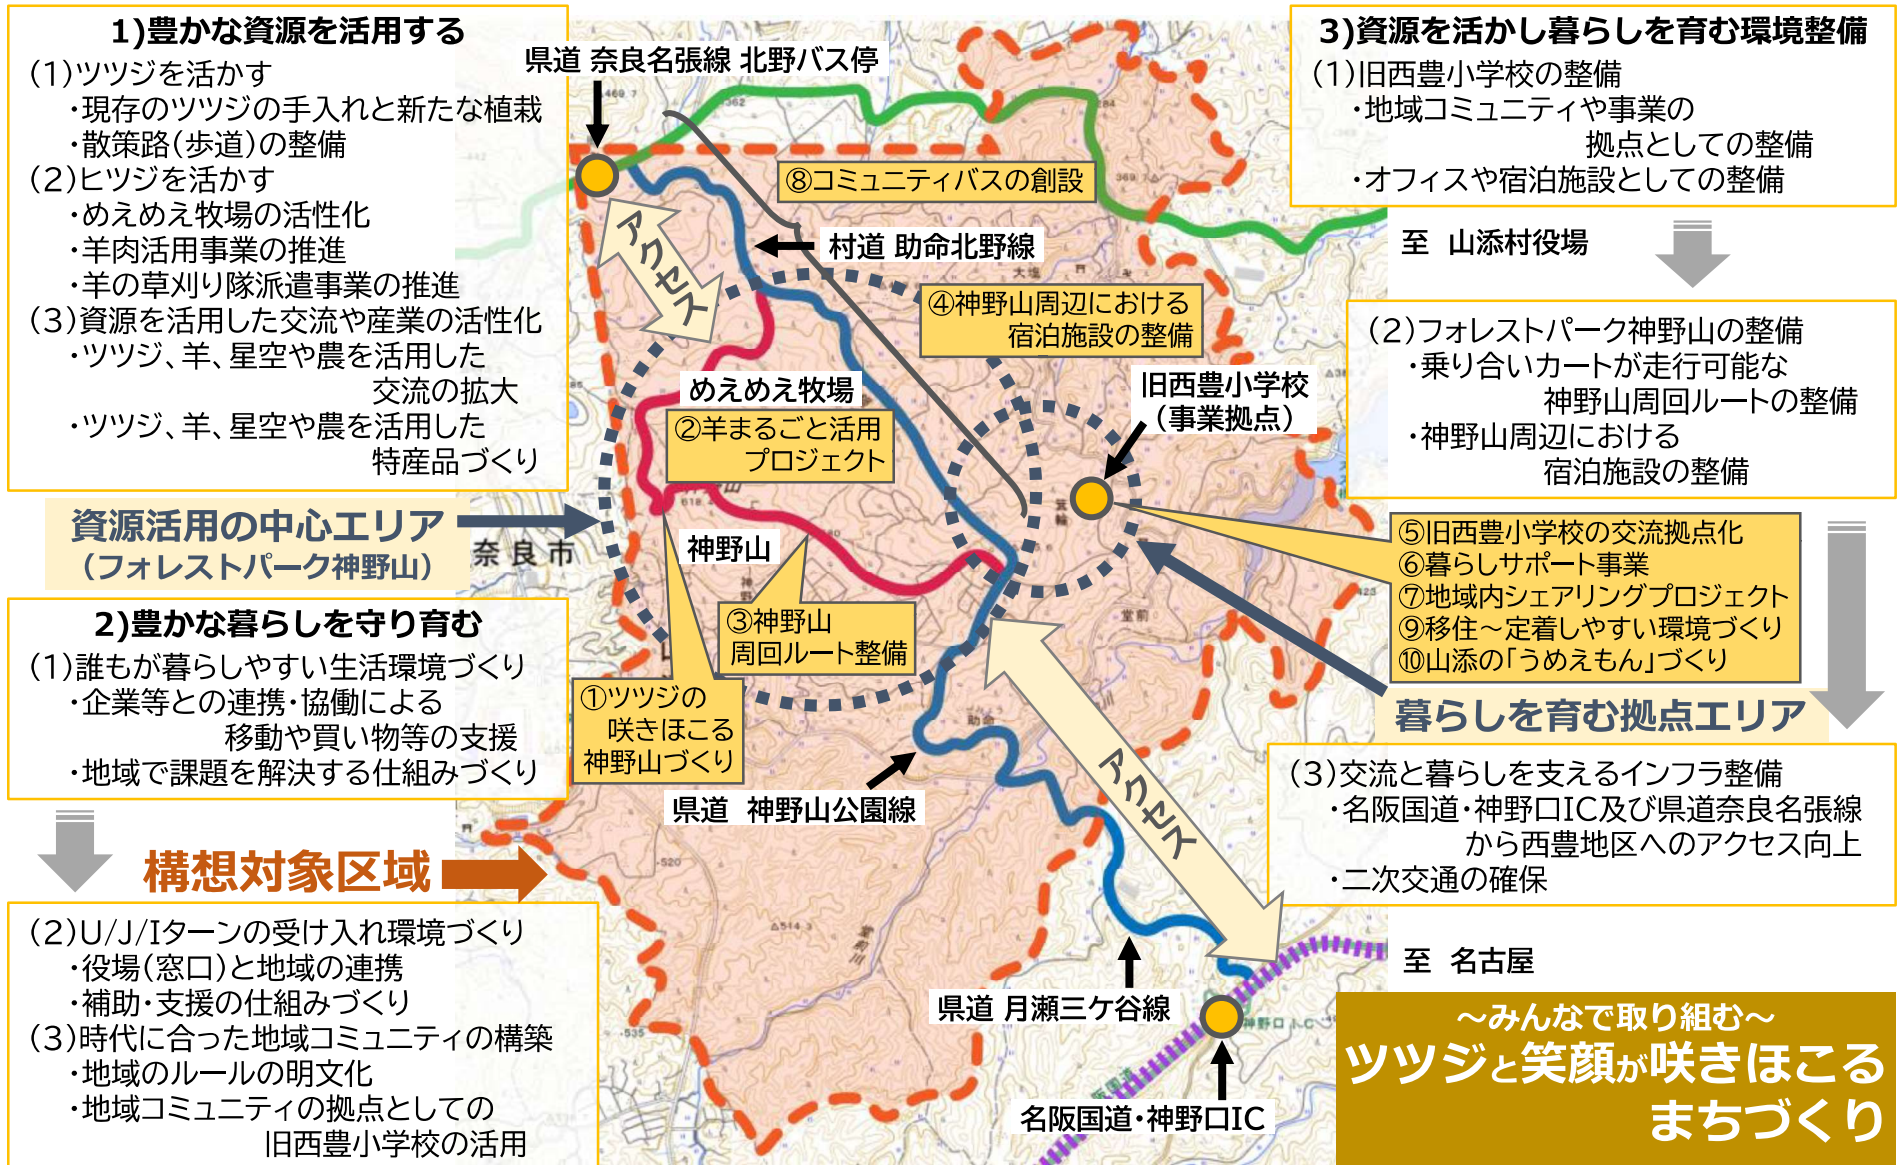 1)豊かな資源を活用する
(1)ツツジを活かす
・現存のツツジの手入れと新たな植栽
・散策路(歩道)の整備
(2)ヒツジを活かす
・めえめえ牧場の活性化
・羊肉活用事業の推進
・羊の草刈り隊派遣事業の推進
(3)資源を活用した交流や産業の活性化
・ツツジ、羊、星空や農を活用した
交流の拡大
・ツツジ、羊、星空や農を活用した
特産品づくり
資源活用の中心エリア
(フォレストパーク神野山)
2)豊かな暮らしを守り育む
(1)誰もが暮らしやすい生活環境づくり
・企業等との連携・協働による
移動や買い物等の支援
・地域で課題を解決する仕組みづくり
構想対象区域
(2)U/J/Iターンの受け入れ環境づくり
・役場(窓口)と地域の連携
・補助・支援の仕組みづくり
(3)時代に合った地域コミュニティの構築
・地域のルールの明文化
・地域コミュニティの拠点としての
旧西豊小学校の活用
県道 奈良名張線 北野バス停
⑧コミュニティバスの創設
アクセス
村道 助命北野線
大塩
④神野山周辺における
宿泊施設の整備
めえめえ牧場
②羊まるごと活用
プロジェクト
旧西豊小学校
(事業拠点)
618.4
箕輪
奈良市
神野山
③神野山
周回ルート整備
堂前
①ツツジの
咲きほこる
神野山づくり
助命
アクセス
県道 神野山公園線
・520
△514.3
堂前川
・535
県道 月瀬三ケ谷線
神野口I.C
名阪国道・神野口IC
3)資源を活かし暮らしを育む環境整備
(1)旧西豊小学校の整備
・地域コミュニティや事業の
拠点としての整備
・オフィスや宿泊施設としての整備
至 山添村役場
(2)フォレストパーク神野山の整備
・乗り合いカートが走行可能な
神野山周回ルートの整備
・神野山周辺における
宿泊施設の整備
⑤旧西豊小学校の交流拠点化
⑥暮らしサポート事業
⑦地域内シェアリングプロジェクト
⑨移住～定着しやすい環境づくり
⑩山添の「うめえもん」づくり
暮らしを育む拠点エリア
(3)交流と暮らしを支えるインフラ整備
・名阪国道・神野口IC及び県道奈良名張線
から西豊地区へのアクセス向上
・二次交通の確保
至 名古屋
～みんなで取り組む～
ツツジと笑顔が咲きほこる
まちづくり